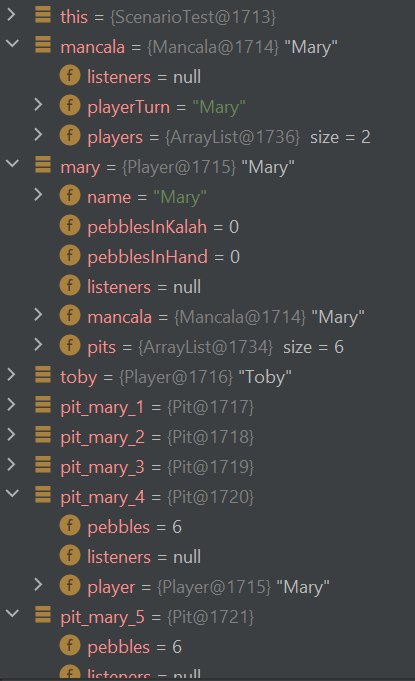 this = {ScenarioTest@1713}
mancala = {Mancala@1714} "Mary"
f listeners = null
f playerTurn = "Mary"
f players = {ArrayList@1736} size = 2
mary = {Player@1715} "Mary"
f name = "Mary"
f pebblesInKalah = 0
f pebblesInHand = 0
f listeners = null
f mancala = {Mancala@1714} "Mary"
f pits = {ArrayList@1734} size = 6
toby = {Player@1716} "Toby"
pit_mary_1 = {Pit@1717}
pit_mary_2 = {Pit@1718}
pit_mary_3 = {Pit@1719}
pit_mary_4 = {Pit@1720}
f pebbles = 6
f listeners = null
f player = {Player@1715} "Mary"
pit_mary_5 = {Pit@1721}
f pebbles = 6
f listeners = null